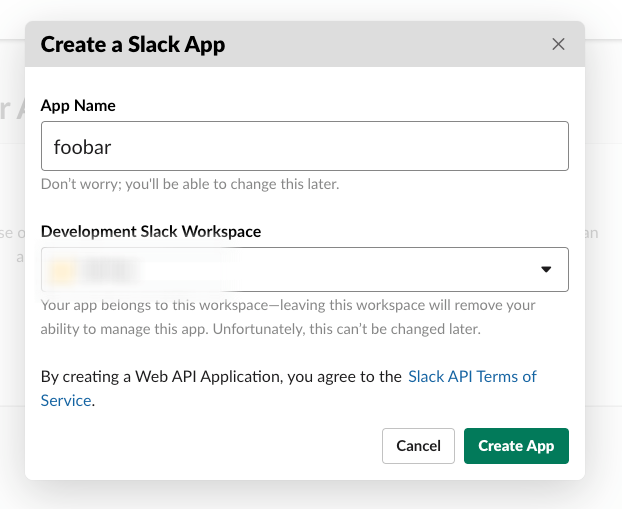 Create a Slack App
App Name
foobar
Don't worry; you'll be able to change this later.
Development Slack Workspace
Your app belongs to this workspace—leaving this workspace will remove your
ability to manage this app. Unfortunately, this can't be changed later.
By creating a Web API Application, you agree to the Slack API Terms of
Service.
Cancel
Create App